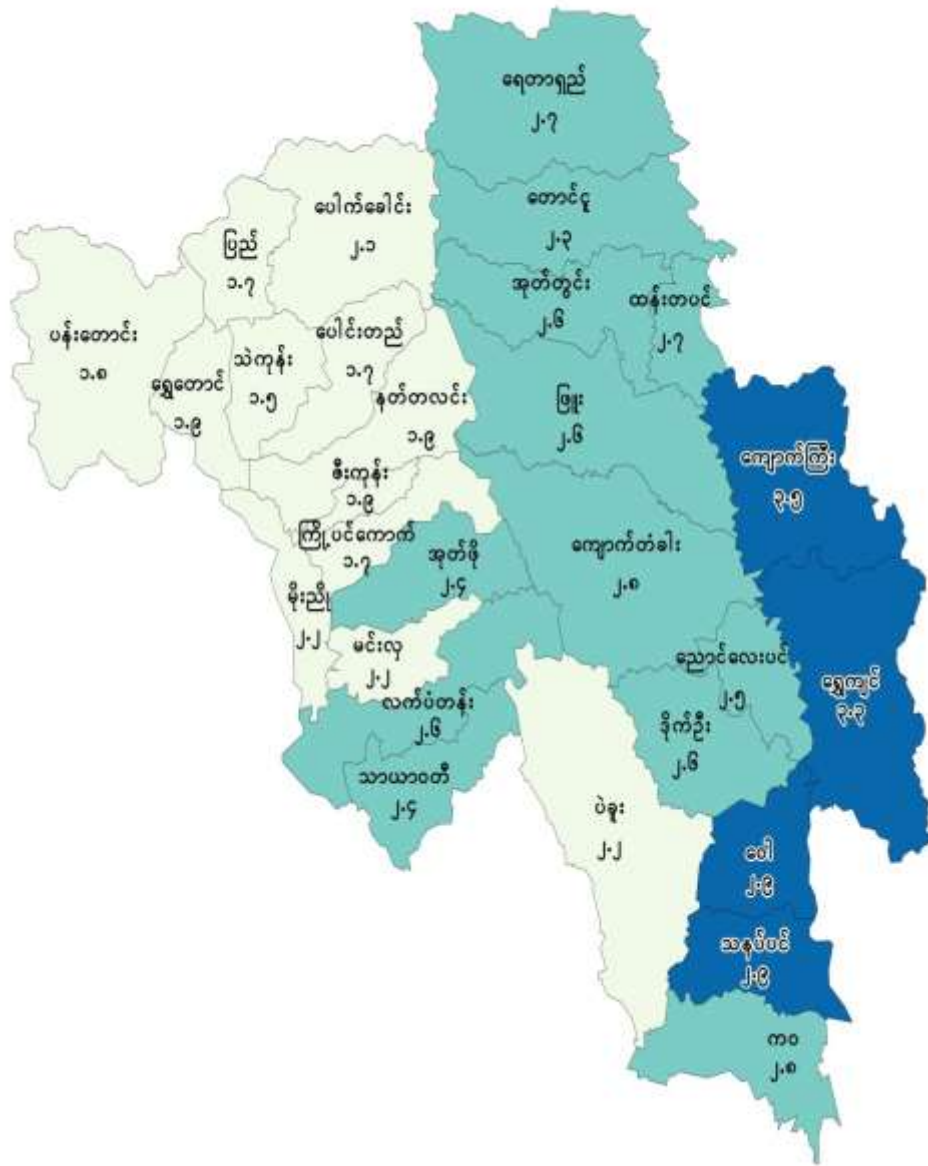 ရေတာရှည်
၂.၇
တောင်ငူ
၂.၃
ပေါက်ခေါင်း
၂.၁
ပြည်
၁.၇
အုတ်တွင်း
၂.၆
ထန်းတပင်
၂.၇
ပန်းတောင်း
၁.၈
ရွှေတောင်
၁.၉
သဲကုန်း
၁.၅
ပေါင်းတည်
၁.၇
နတ်တလင်း
၁.၉
ဖြူး
၂.၆
ကျောက်ကြီး
၃.၅
ဇီးကုန်း
၁.၉
ကြို့ပင်ကောက်
၁.၇
အုတ်ဖို
၂.၄
ကျောက်တံခါး
၂.၈
မိုးညို
၂.၂
မင်းလှ
၂.၂
ညောင်လေးပင်
၂.၅
ရွှေကျင်
၃.၃
လက်ပံတန်း
၂.၆
ဒိုက်ဦး
၂.၆
သာယာဝတီ
၂.၄
ပဲခူး
၂.၂
ဝေါ
၂.၉
သနပ်ပင်
၂.၉
ကဝ
၂.၈